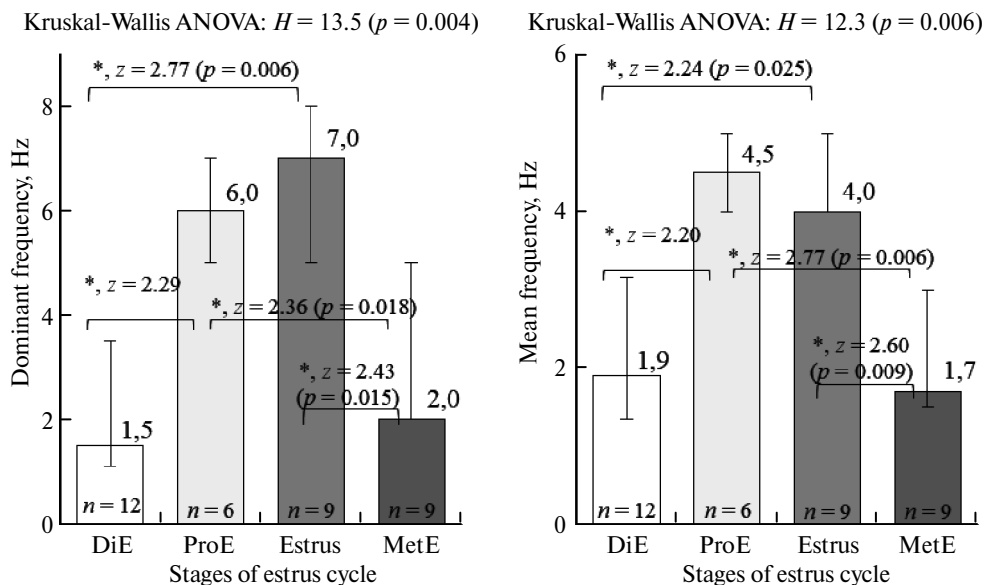 Kruskal-Wallis ANOVA: H = 13.5 (p = 0.004)
Dominant frequency, Hz
8
6
4
2
0
*, z = 2.77 (p = 0.006)
7,0
6,0
*, z = 2.29
*, z = 2.36 (p = 0.018)
*, z = 2.43
(p = 0.015)
2,0
1,5
n = 12
n = 6
n = 9
n = 9
DiE
ProE
Estrus
MetE
Stages of estrus cycle
Kruskal-Wallis ANOVA: H = 12.3 (p = 0.006)
Mean frequency, Hz
6
4
2
0
*, z = 2.24 (p = 0.025)
4,5
4,0
*, z = 2.20
*, z = 2.77 (p = 0.006)
*, z = 2.60
(p = 0.009)
1,9
1,7
n = 12
n = 6
n = 9
n = 9
DiE
ProE
Estrus
MetE
Stages of estrus cycle